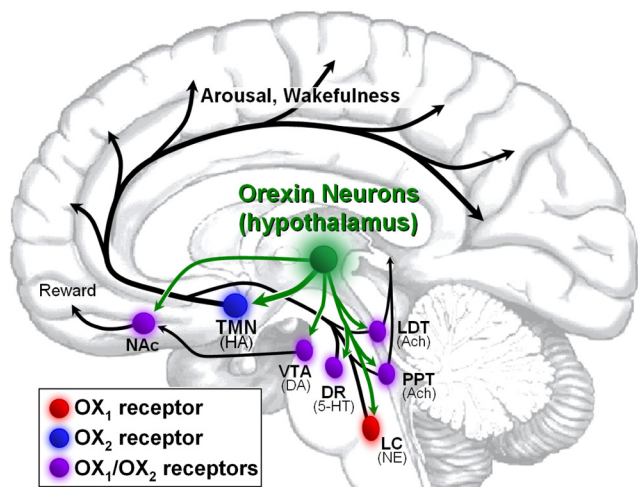 Arousal, Wakefulness
Orexin Neurons
(hypothalamus)
Reward
NAc
TMN
(HA)
VTA
(DA)
DR
(5-HT)
LDT
(Ach)
PPT
(Ach)
LC
(NE)
OX₁ receptor
OX₂ receptor
OX₁/OX₂ receptors